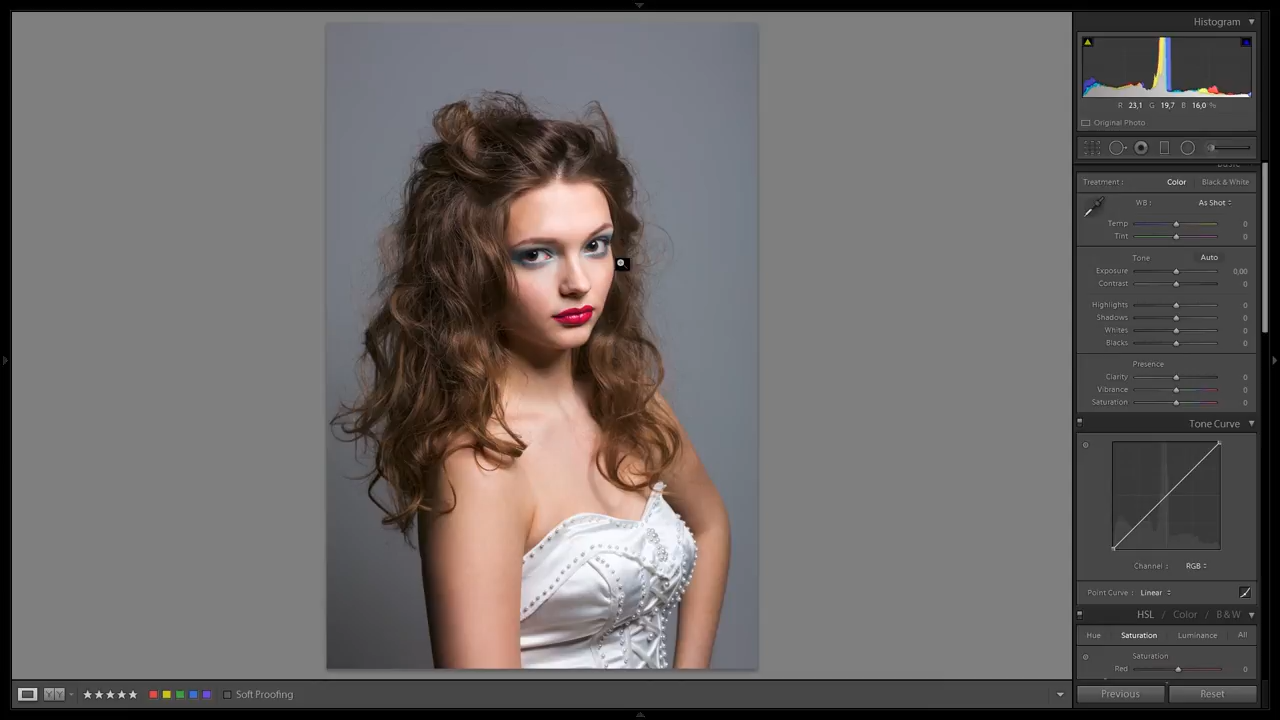 Histogram
R 23,1 G 19,7 B 16,0 %
Original Photo
Basic
Treatment : Color Black & White
WB : As Shot
Temp 0
Tint 0
Tone Auto
Exposure 0,00
Contrast 0
Highlights 0
Shadows 0
Whites 0
Blacks 0
Presence
Clarity 0
Vibrance 0
Saturation 0
Tone Curve
Channel : RGB
Point Curve : Linear
HSL / Color / B & W
Hue Saturation Luminance All
Saturation
Red 0
X Y Soft Proofing Previous Reset